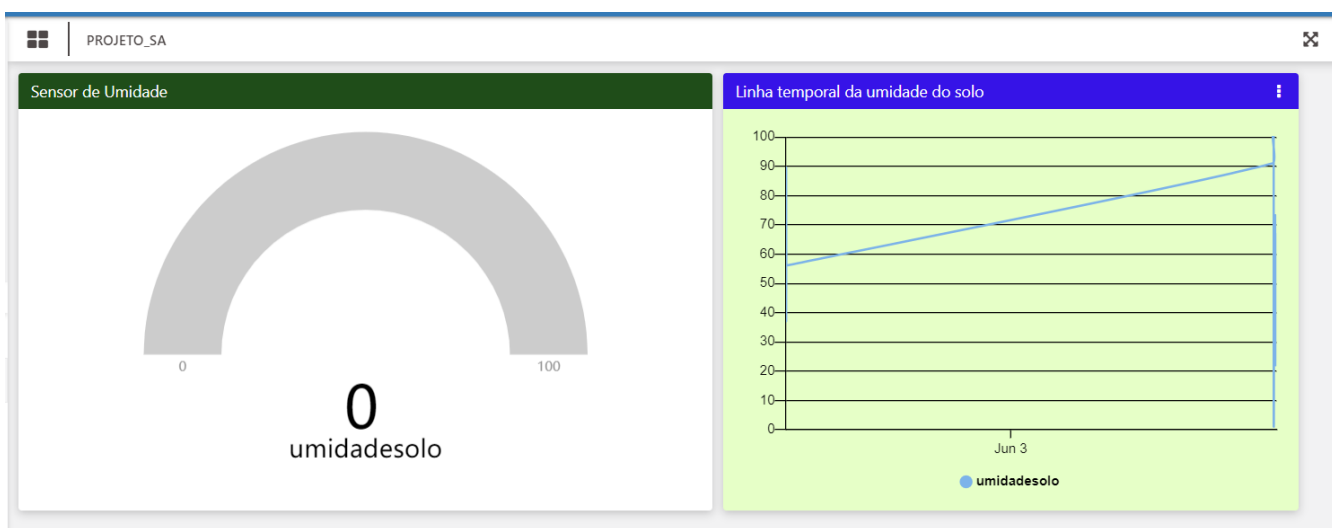 PROJETO_SA
Sensor de Umidade
0
100
0
umidadesolo
Linha temporal da umidade do solo
100
90
80
70
60
50
40
30
20
10
0
Jun 3
umidadesolo